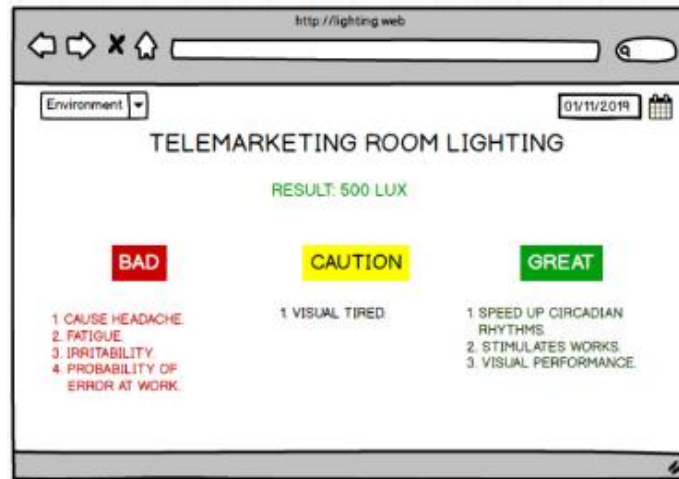 http://lighting.web
Environment
01/11/2019
TELEMARKETING ROOM LIGHTING
RESULT: 500 LUX
BAD
CAUTION
GREAT
1. CAUSE HEADACHE.
2. FATIGUE.
3. IRRITABILITY.
4. PROBABILITY OF
ERROR AT WORK.
1. VISUAL TIRED.
1. SPEED UP CIRCADIAN
RHYTHMS.
2. STIMULATES WORKS.
3. VISUAL PERFORMANCE.